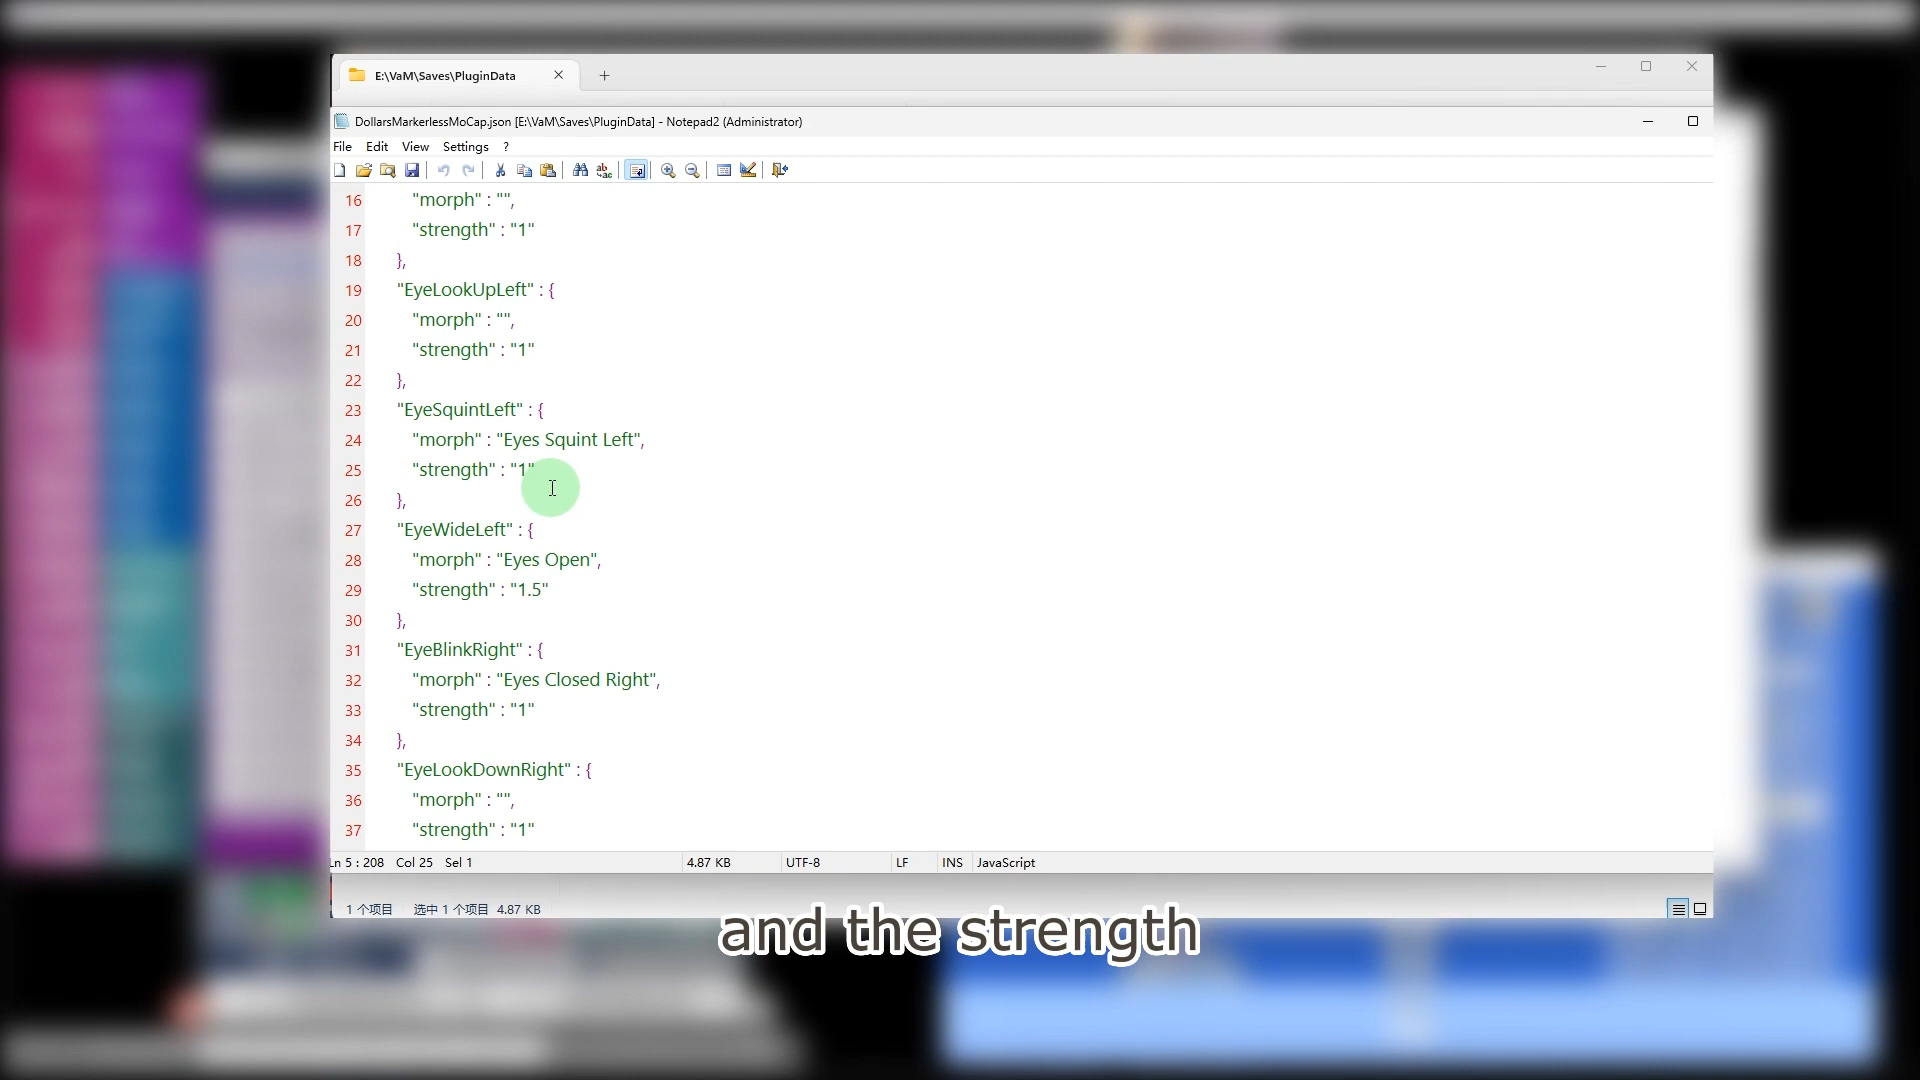 E:\VaM\Saves\PluginData
DollarsMarkerlessMoCap.json [E:\VaM\Saves\PluginData] - Notepad2 (Administrator)
File Edit View Settings ?
16 "morph" : "",
17 "strength" : "1"
18 },
19 "EyeLookUpLeft" : {
20 "morph" : "",
21 "strength" : "1"
22 },
23 "EyeSquintLeft" : {
24 "morph" : "Eyes Squint Left",
25 "strength" : "1"
26 },
27 "EyeWideLeft" : {
28 "morph" : "Eyes Open",
29 "strength" : "1.5"
30 },
31 "EyeBlinkRight" : {
32 "morph" : "Eyes Closed Right",
33 "strength" : "1"
34 },
35 "EyeLookDownRight" : {
36 "morph" : "",
37 "strength" : "1"
Ln 5 : 208 Col 25 Sel 1 4.87 KB UTF-8 LF INS JavaScript
1 个项目 选中 1 个项目 4.87 KB
and the strength